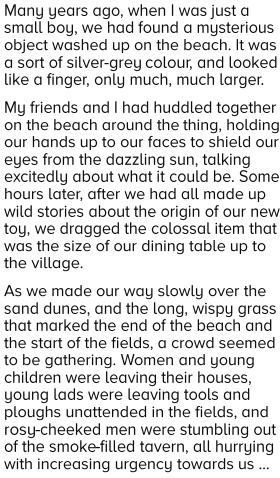 Many years ago, when I was just a
small boy, we had found a mysterious
object washed up on the beach. It was
a sort of silver-grey colour, and looked
like a finger, only much, much larger.
My friends and I had huddled together
on the beach around the thing, holding
our hands up to our faces to shield our
eyes from the dazzling sun, talking
excitedly about what it could be. Some
hours later, after we had all made up
wild stories about the origin of our new
toy, we dragged the colossal item that
was the size of our dining table up to
the village.
As we made our way slowly over the
sand dunes, and the long, wispy grass
that marked the end of the beach and
the start of the fields, a crowd seemed
to be gathering. Women and young
children were leaving their houses,
young lads were leaving tools and
ploughs unattended in the fields, and
rosy-cheeked men were stumbling out
of the smoke-filled tavern, all hurrying
with increasing urgency towards us ...